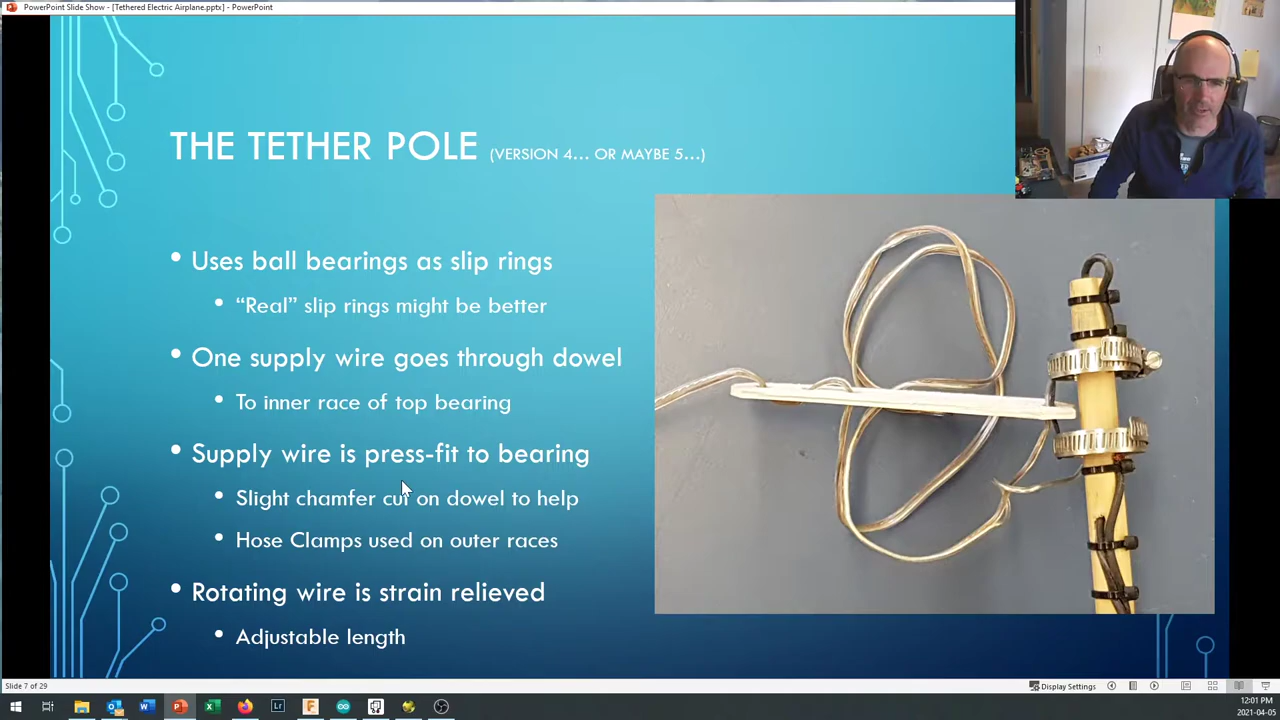 PowerPoint Slide Show - [Tethered Electric Airplane.pptx] - PowerPoint
THE TETHER POLE (VERSION 4... OR MAYBE 5...)
• Uses ball bearings as slip rings
• “Real” slip rings might be better
• One supply wire goes through dowel
• To inner race of top bearing
• Supply wire is press-fit to bearing
• Slight chamfer cut on dowel to help
• Hose Clamps used on outer races
• Rotating wire is strain relieved
• Adjustable length
Slide 7 of 29
Display Settings
12:01 PM
2021-04-05